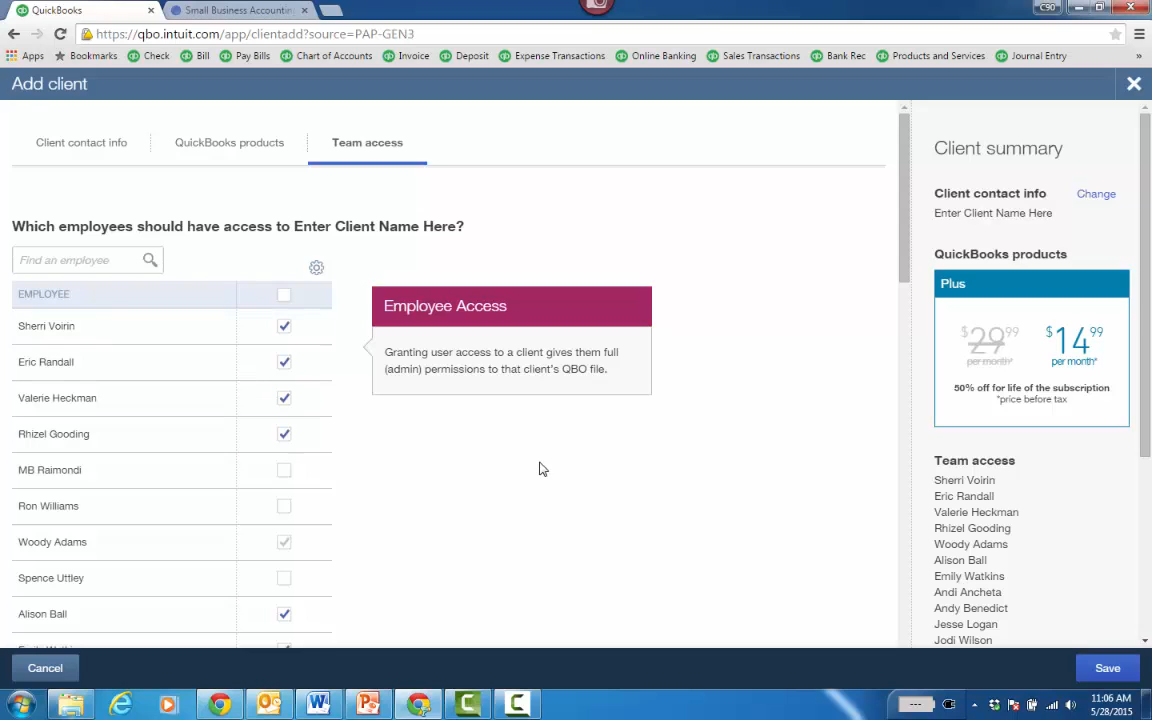 QuickBooks
Small Business Accounting
C90
https://qbo.intuit.com/app/clientadd?source=PAP-GEN3
Apps Bookmarks Check Bill Pay Bills Chart of Accounts Invoice Deposit Expense Transactions Online Banking Sales Transactions Bank Rec Products and Services Journal Entry »
Add client
Client contact info
QuickBooks products
Team access
Which employees should have access to Enter Client Name Here?
Find an employee
EMPLOYEE
Sherri Voirin
Eric Randall
Valerie Heckman
Rhizel Gooding
MB Raimondi
Ron Williams
Woody Adams
Spence Uttley
Alison Ball
Employee Access
Granting user access to a client gives them full
(admin) permissions to that client's QBO file.
Client summary
Client contact info Change
Enter Client Name Here
QuickBooks products
Plus
$29.99 $14.99
per month* per month*
50% off for life of the subscription
*price before tax
Team access
Sherri Voirin
Eric Randall
Valerie Heckman
Rhizel Gooding
Woody Adams
Alison Ball
Emily Watkins
Andi Ancheta
Andy Benedict
Jesse Logan
Jodi Wilson
Cancel
Save
11:06 AM
5/28/2015